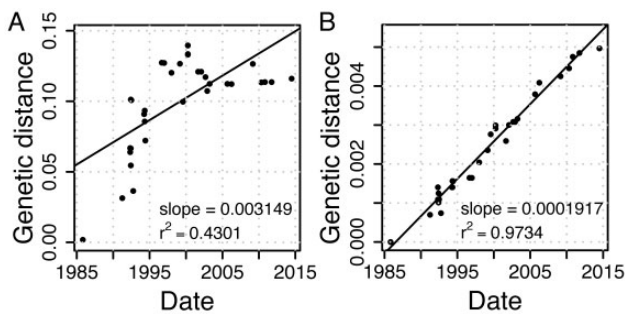 A
Genetic distance
0.15
0.10
0.05
0.00
slope = 0.003149
r² = 0.4301
1985 1995 2005 2015
Date
B
Genetic distance
0.004
0.002
0.000
slope = 0.0001917
r² = 0.9734
1985 1995 2005 2015
Date